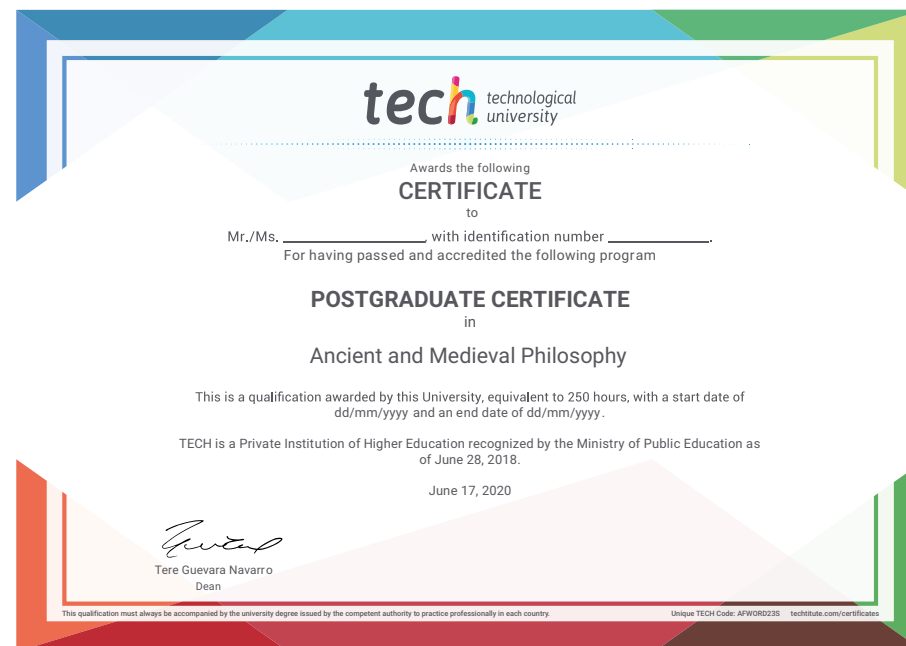 tech technological
university
Awards the following
CERTIFICATE
to
Mr./Ms. ____________________, with identification number ______________.
For having passed and accredited the following program
POSTGRADUATE CERTIFICATE
in
Ancient and Medieval Philosophy
This is a qualification awarded by this University, equivalent to 250 hours, with a start date of
dd/mm/yyyy and an end date of dd/mm/yyyy.
TECH is a Private Institution of Higher Education recognized by the Ministry of Public Education as
of June 28, 2018.
June 17, 2020
Tere Guevara Navarro
Dean
This qualification must always be accompanied by the university degree issued by the competent authority to practice professionally in each country.
Unique TECH Code: AFWORD23S techtitute.com/certificates